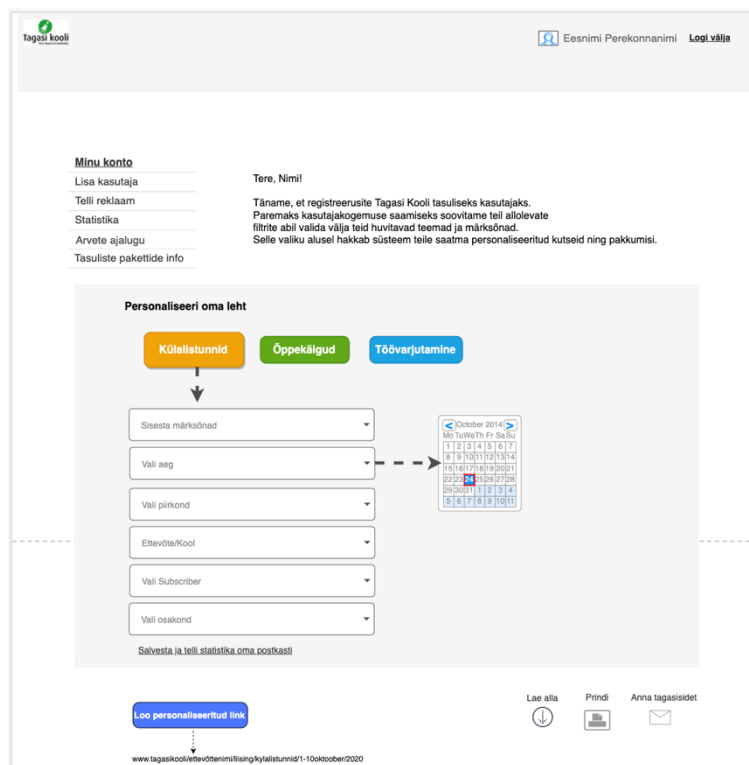 Tagasi kooli
Eesnimi Perekonnanimi Logi välja
Minu konto
Lisa kasutaja
Telli reklaam
Statistika
Arvete ajalugu
Tasuliste pakettide info
Tere, Nimi!
Täname, et registreerusite Tagasi Kooli tasuliseks kasutajaks.
Paremaks kasutajakogemuse saamiseks soovitame teil allolevate
filtrite abil valida välja teid huvitavad teemad ja märksõnad.
Selle valiku alusel hakkab süsteem teile saatma personaliseeritud kutseid ning pakkumisi.
Personaliseeri oma leht
Külalistunnid Õppekäigud Töövarjutamine
Sisesta märksõnad
Vali aeg
Vali piirkond
Ettevõte/Kool
Vali Subscriber
Vali osakond
< October 2014 >
Mo Tu We Th Fr Sa Su
1 2 3 4 5 6 7
8 9 10 11 12 13 14
15 16 17 18 19 20 21
22 23 24 25 26 27 28
29 30 31 1 2 3 4
5 6 7 8 9 10 11
Salvesta ja telli statistika oma postkasti
Lae alla Prindi Anna tagasisidet
Loo personaliseeritud link
www.tagasikooli/ettevõttenimi/liising/kylalistunnid/1-10oktoober/2020